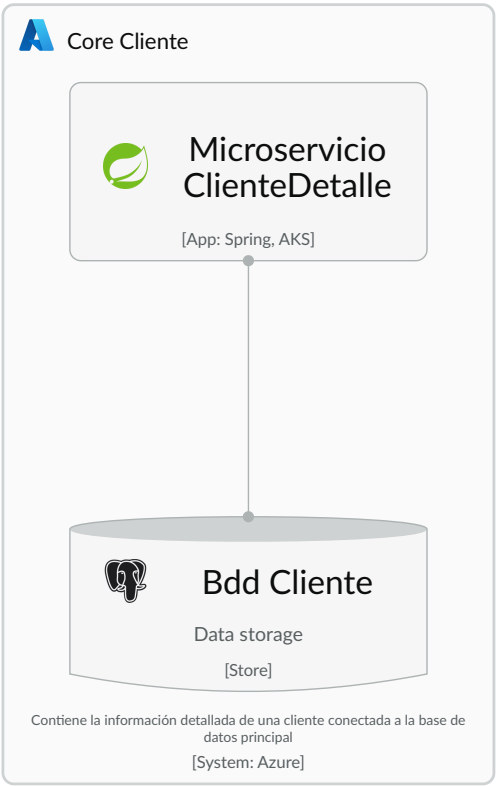 Core Cliente
Microservicio
ClienteDetalle
[App: Spring, AKS]
Bdd Cliente
Data storage
[Store]
Contiene la información detallada de una cliente conectada a la base de
datos principal
[System: Azure]